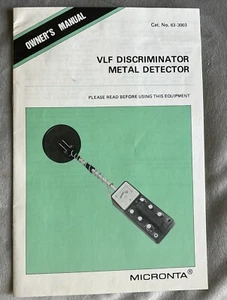 OWNER'S MANUAL
Cat. No. 63-3003
VLF DISCRIMINATOR
METAL DETECTOR
PLEASE READ BEFORE USING THIS EQUIPMENT
MICRONTA®